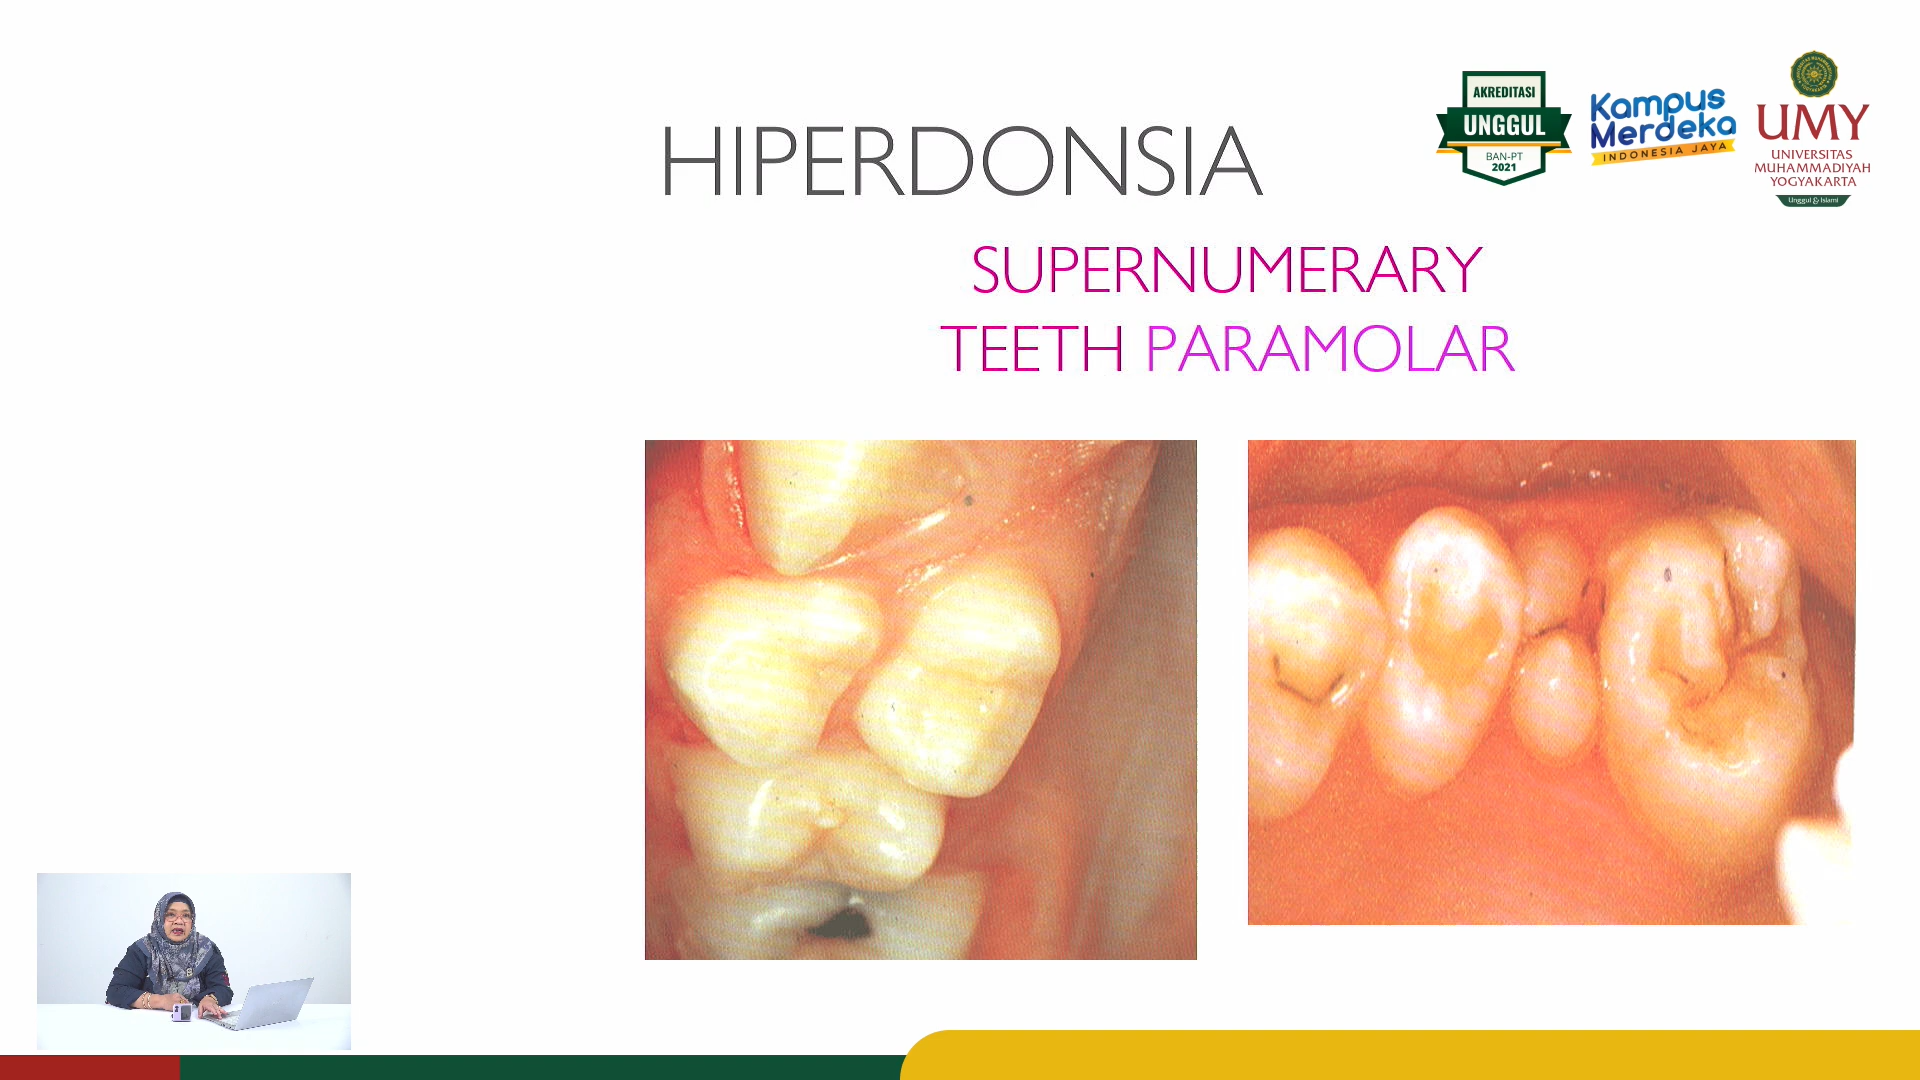 HIPERDONSIA
SUPERNUMERARY
TEETH PARAMOLAR
AKREDITASI
UNGGUL
BAN-PT
2021
Kampus
Merdeka
INDONESIA JAYA
UMY
UNIVERSITAS
MUHAMMADIYAH
YOGYAKARTA
Unggul & Islami